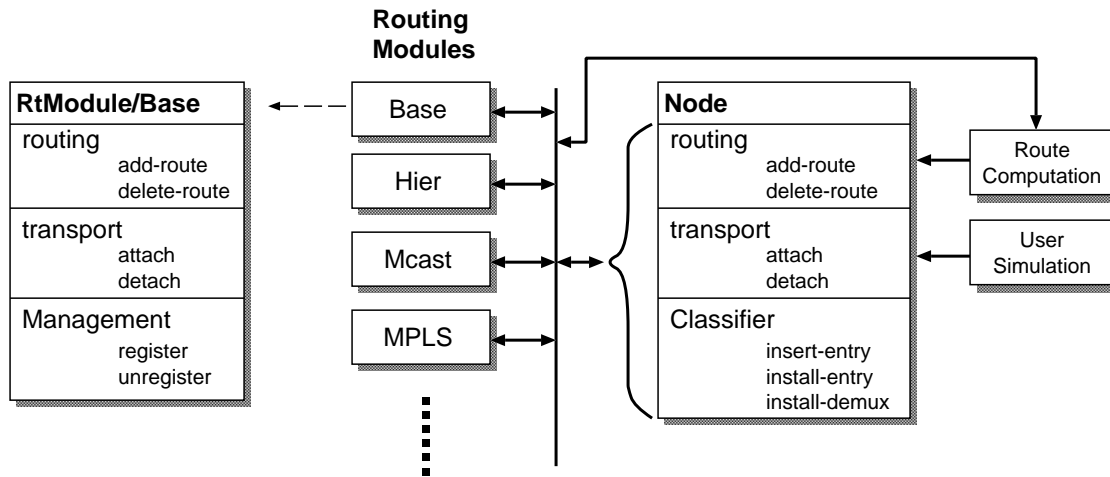 Routing
Modules
RtModule/Base
routing
add-route
delete-route
transport
attach
detach
Management
register
unregister
Base
Hier
Mcast
MPLS
Node
routing
add-route
delete-route
transport
attach
detach
Classifier
insert-entry
install-entry
install-demux
Route
Computation
User
Simulation